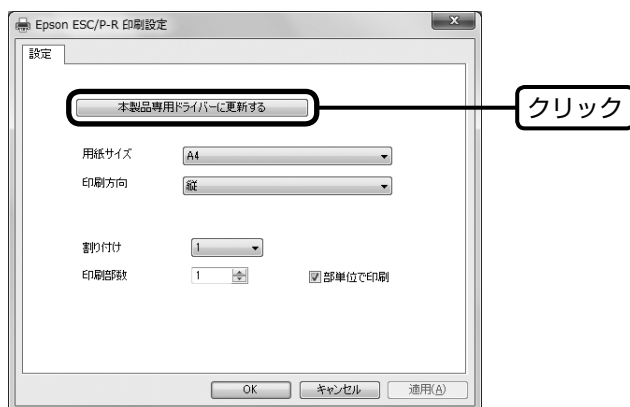 Epson ESC/P-R 印刷設定
設定
本製品専用ドライバーに更新する
クリック
用紙サイズ
A4
印刷方向
縦
割り付け
1
印刷部数
1
部単位で印刷
OK
キャンセル
適用(A)